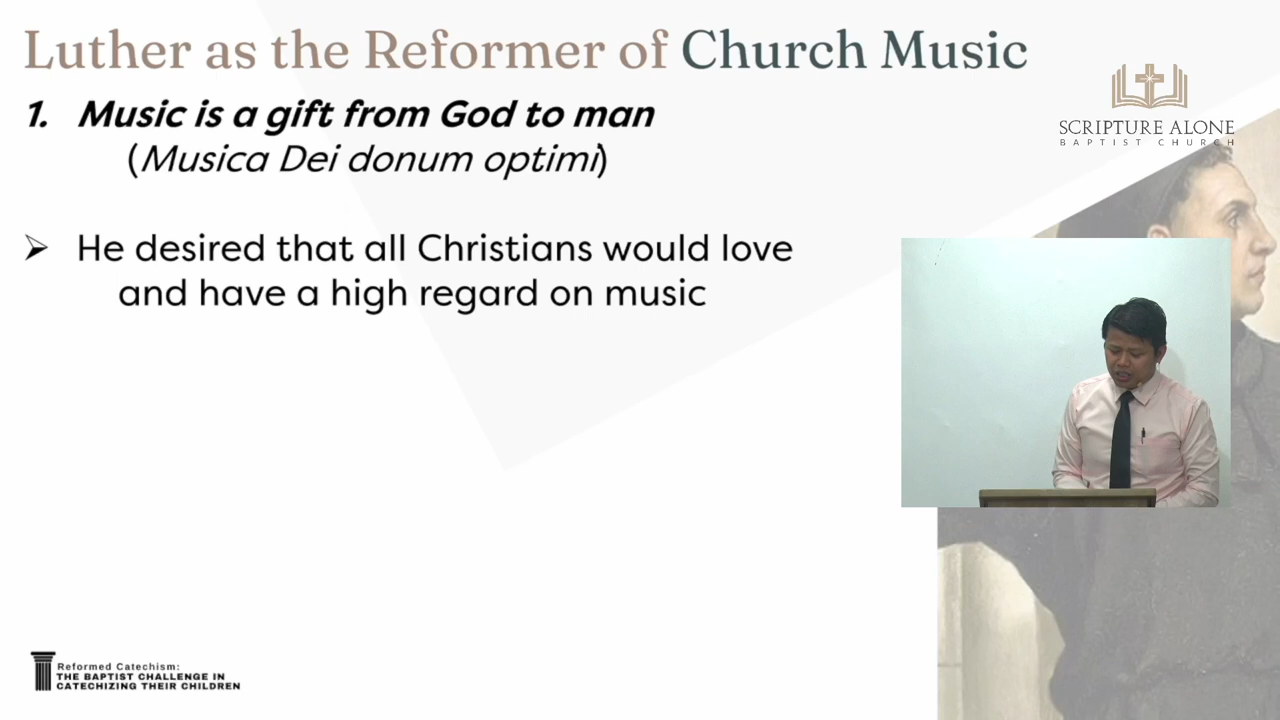 Luther as the Reformer of Church Music
1. Music is a gift from God to man
(Musica Dei donum optimi)
He desired that all Christians would love
and have a high regard on music
SCRIPTURE ALONE
BAPTIST CHURCH
Reformed Catechism:
THE BAPTIST CHALLENGE IN
CATECHIZING THEIR CHILDREN